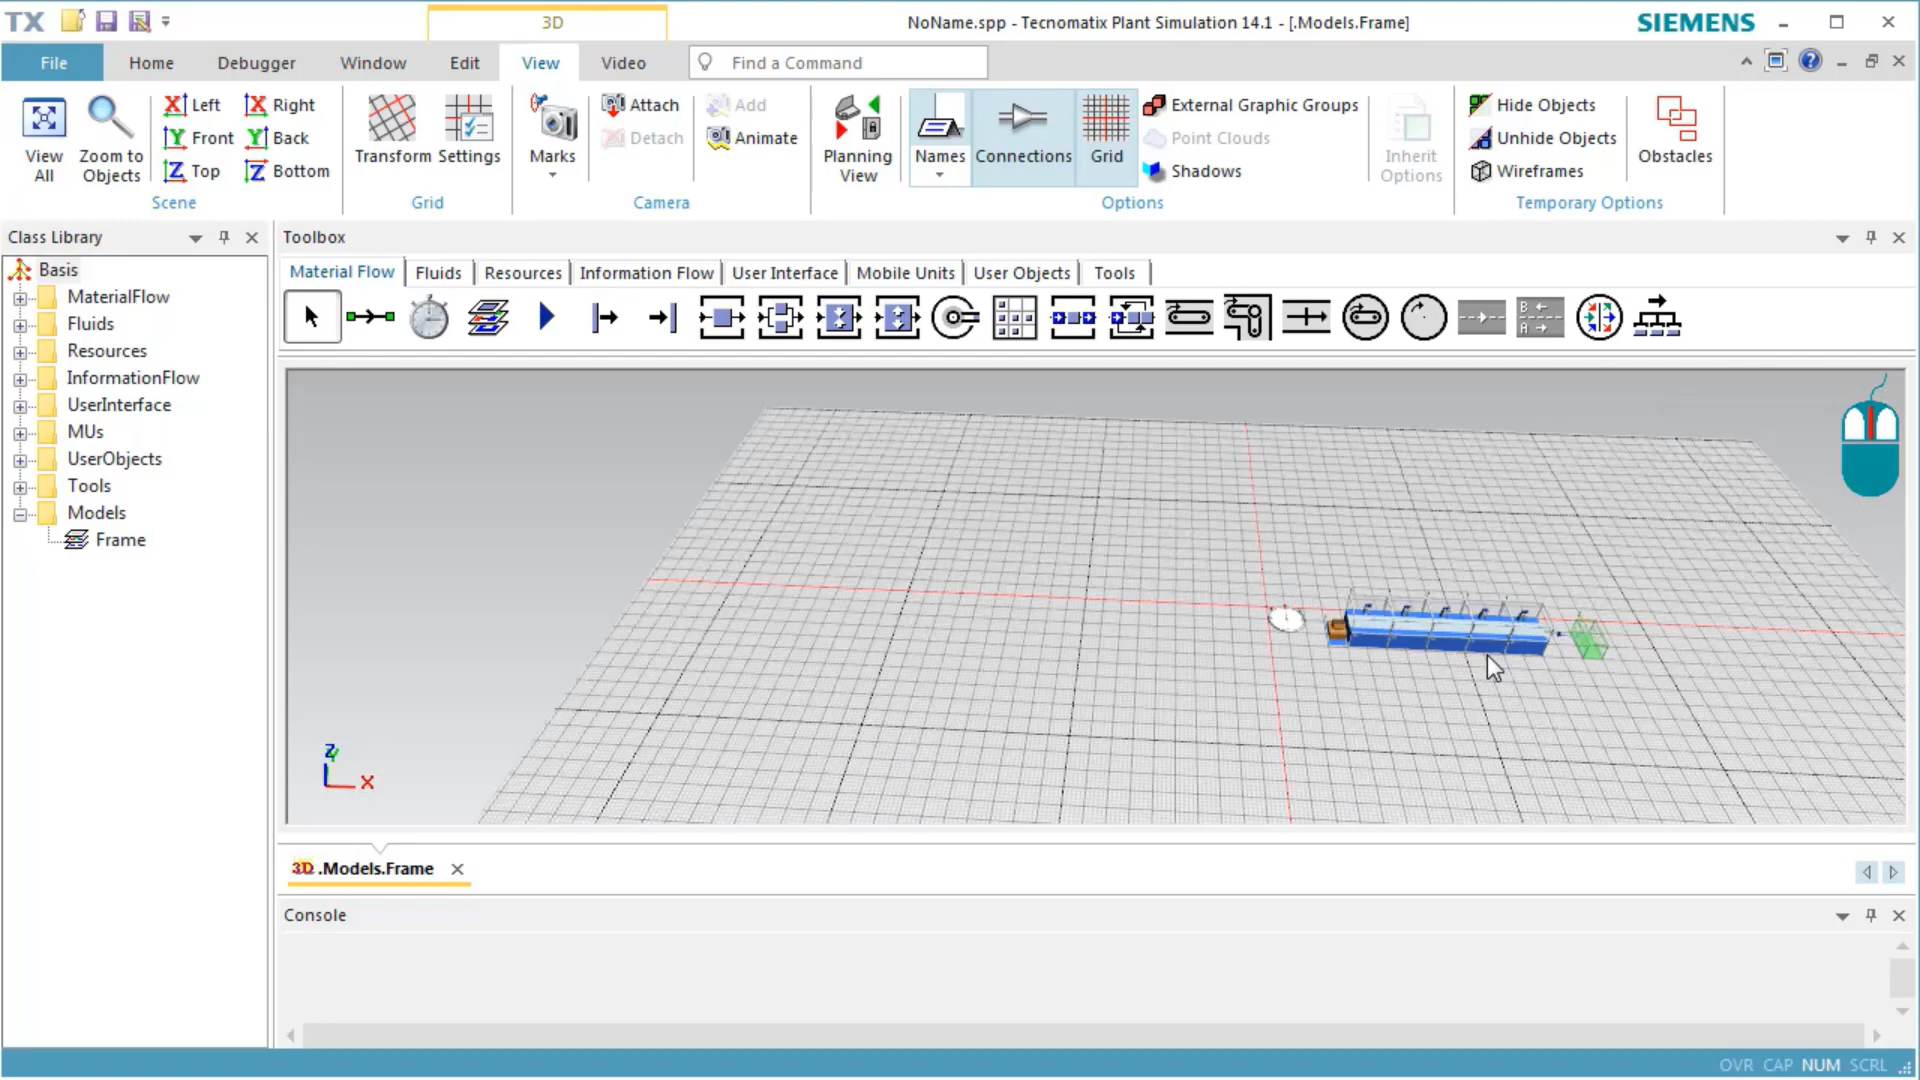 TX
3D
NoName.spp - Tecnomatix Plant Simulation 14.1 - [.Models.Frame]
SIEMENS
File
Home
Debugger
Window
Edit
View
Video
Find a Command
View All
Zoom to Objects
X Left
X Right
Y Front
Y Back
Z Top
Z Bottom
Scene
Transform
Settings
Grid
Marks
Attach
Detach
Add
Animate
Camera
Planning View
Names
Connections
Grid
External Graphic Groups
Point Clouds
Shadows
Inherit Options
Options
Hide Objects
Unhide Objects
Wireframes
Obstacles
Temporary Options
Class Library
Toolbox
Basis
MaterialFlow
Fluids
Resources
InformationFlow
UserInterface
MUs
UserObjects
Tools
Models
Frame
Material Flow
Fluids
Resources
Information Flow
User Interface
Mobile Units
User Objects
Tools
B
A
Z
X
3D .Models.Frame
Console
OVR CAP NUM SCRL